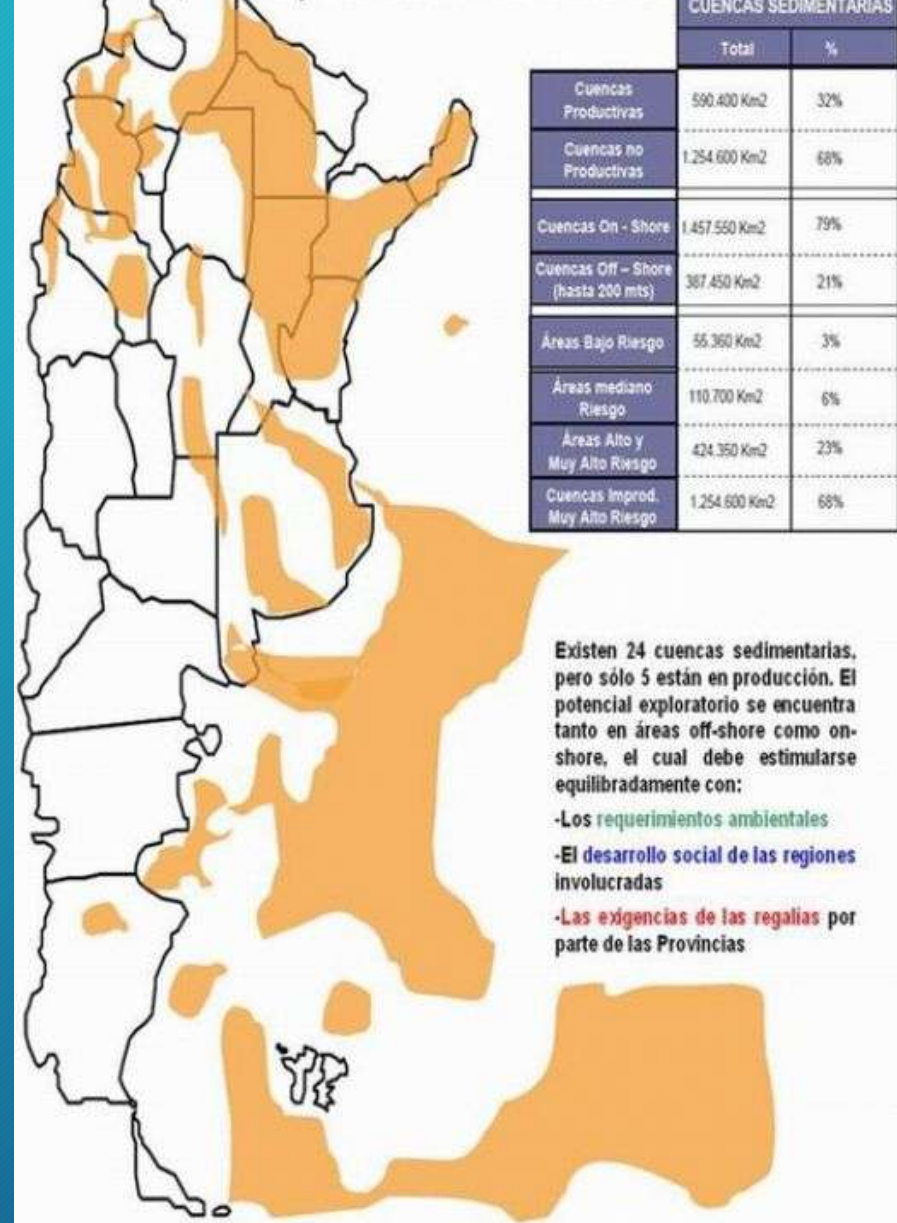 CUENCAS SEDIMENTARIAS
Total %
Cuencas Productivas 590.400 Km2 32%
Cuencas no Productivas 1.254.600 Km2 68%
Cuencas On - Shore 1.457.550 Km2 79%
Cuencas Off – Shore (hasta 200 mts) 387.450 Km2 21%
Áreas Bajo Riesgo 55.360 Km2 3%
Áreas mediano Riesgo 110.700 Km2 6%
Áreas Alto y Muy Alto Riesgo 424.350 Km2 23%
Cuencas Improd. Muy Alto Riesgo 1.254.600 Km2 68%
Existen 24 cuencas sedimentarias,
pero sólo 5 están en producción. El
potencial exploratorio se encuentra
tanto en áreas off-shore como on-
shore, el cual debe estimularse
equilibradamente con:
-Los requerimientos ambientales
-El desarrollo social de las regiones
involucradas
-Las exigencias de las regalías por
parte de las Provincias